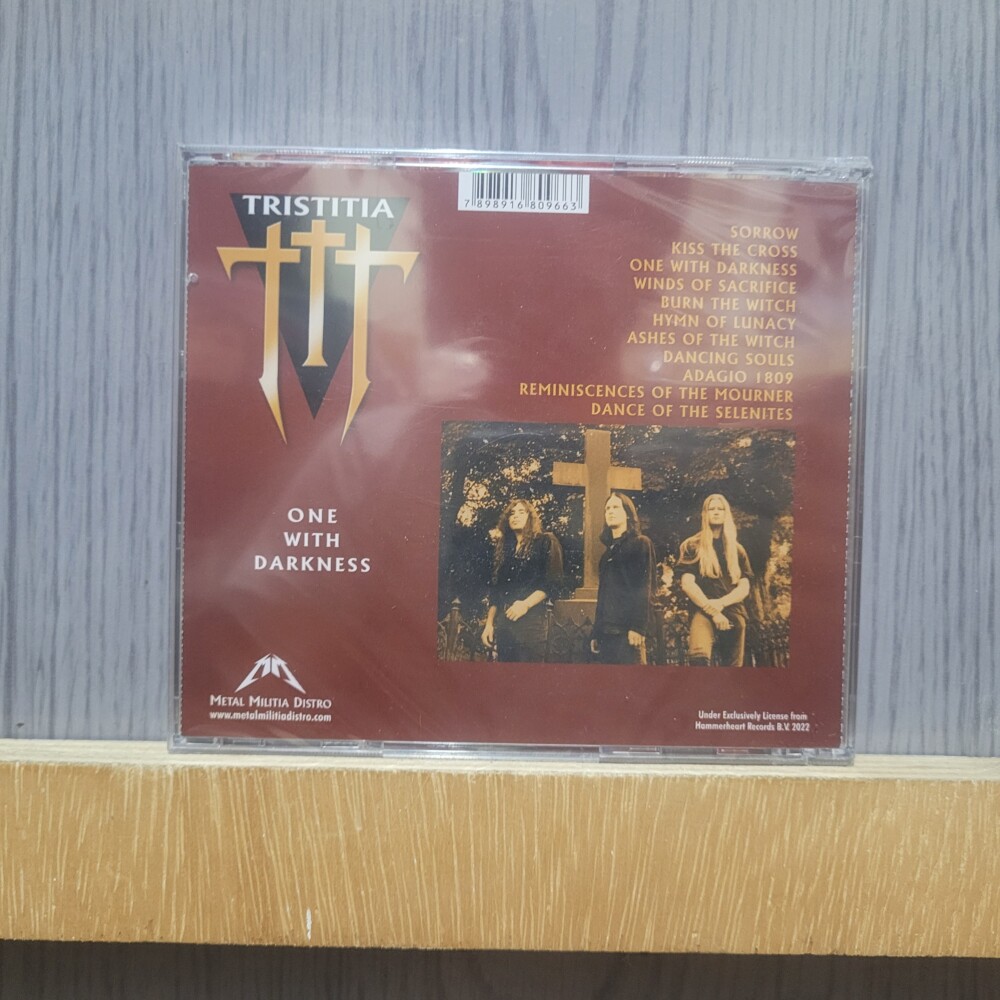 TRISTITIA
7 898916 809663
SORROW
KISS THE CROSS
ONE WITH DARKNESS
WINDS OF SACRIFICE
BURN THE WITCH
HYMN OF LUNACY
ASHES OF THE WITCH
DANCING SOULS
ADAGIO 1809
REMINISCENCES OF THE MOURNER
DANCE OF THE SELENITES
ONE
WITH
DARKNESS
METAL MILITIA DISTRO
www.metalmilitiadistro.com
Under Exclusively License from
Hammerheart Records B.V. 2022